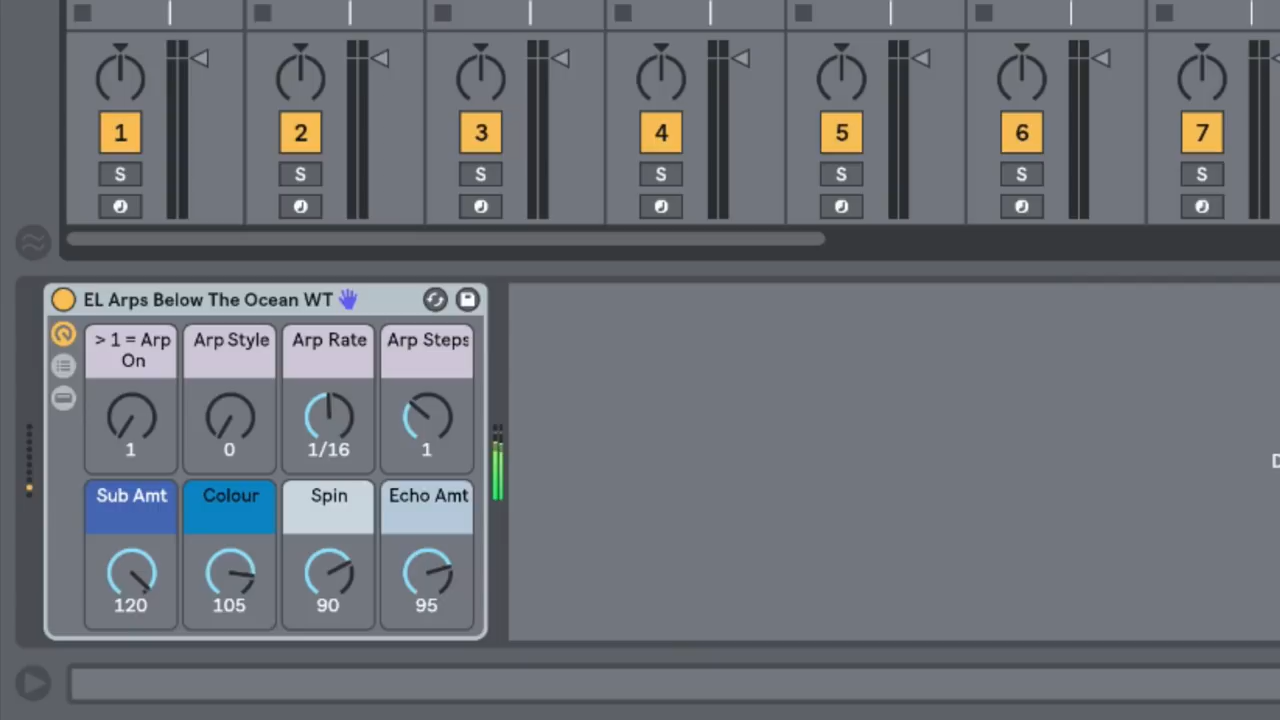 1 2 3 4 5 6 7
S S S S S S S
EL Arps Below The Ocean WT
> 1 = Arp On
Arp Style
Arp Rate
Arp Steps
1 0 1/16 1
Sub Amt Colour Spin Echo Amt
120 105 90 95